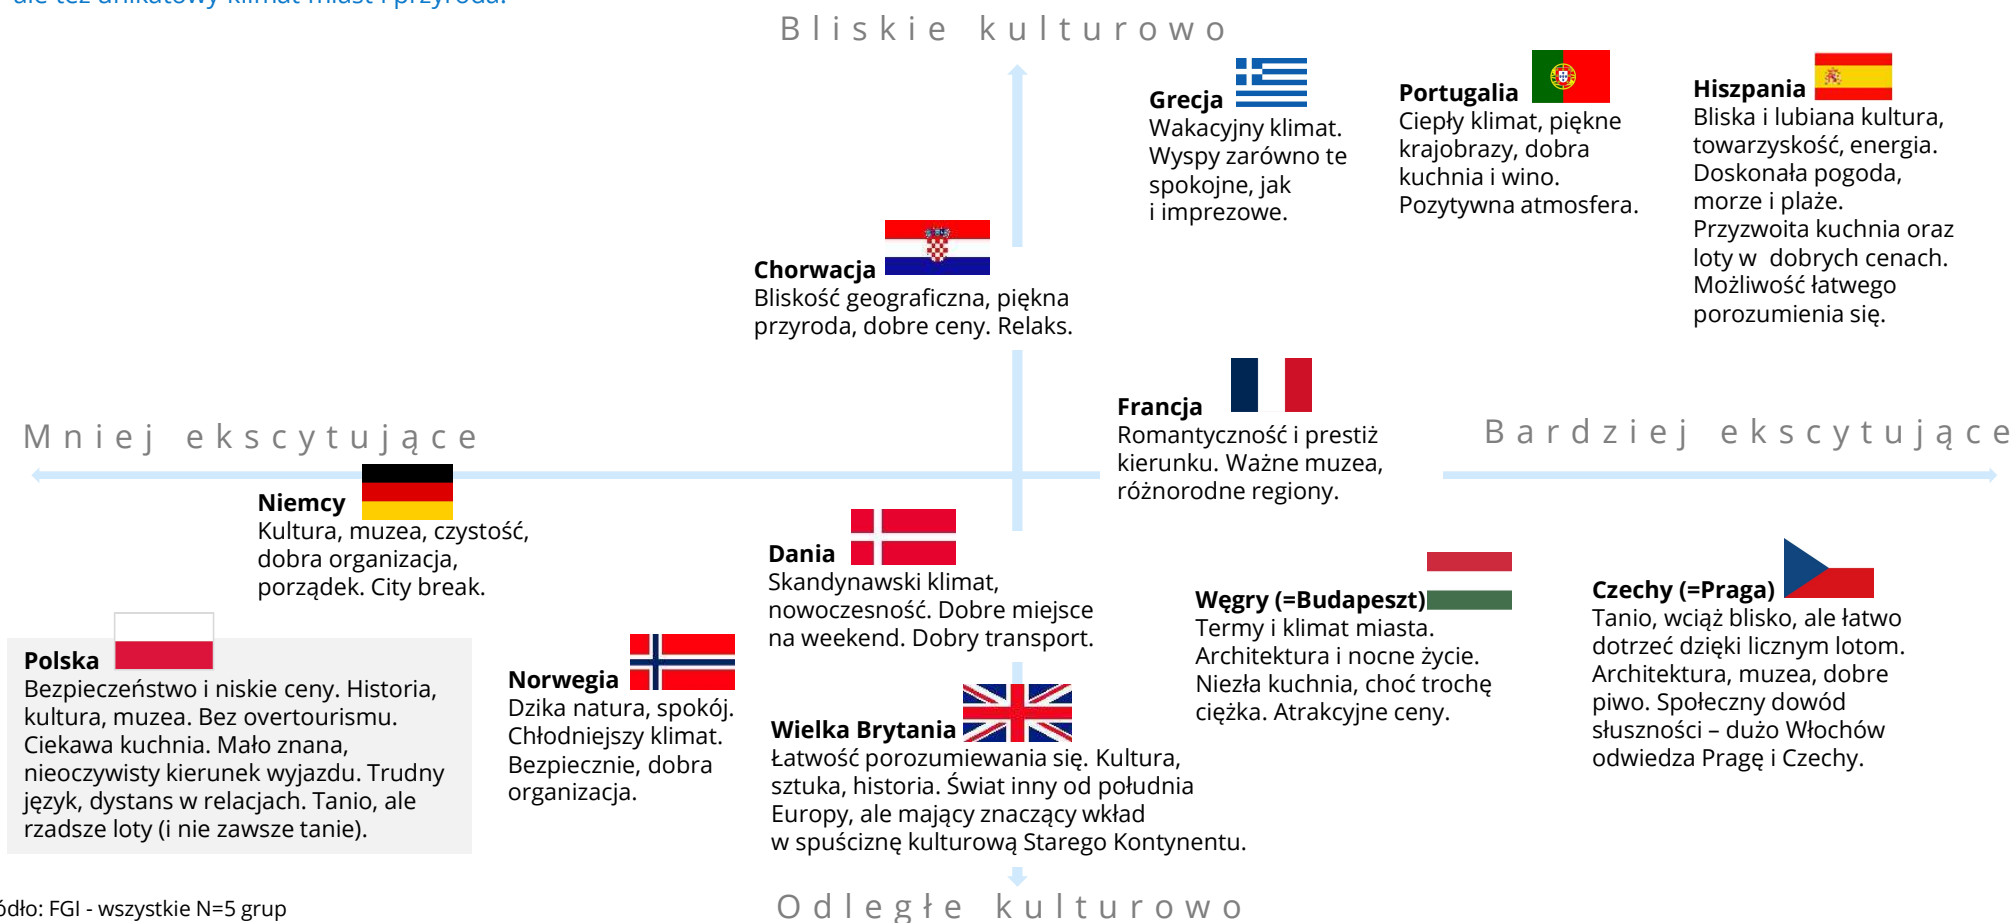 ale też unikatowy klimat miast i przyroda.
Bliskie kulturowo
Grecja
Wakacyjny klimat.
Wyspy zarówno te
spokojne, jak
i imprezowe.
Portugalia
Ciepły klimat, piękne
krajobrazy, dobra
kuchnia i wino.
Pozytywna atmosfera.
Hiszpania
Bliska i lubiana kultura,
towarzyskość, energia.
Doskonała pogoda,
morze i plaże.
Przyzwoita kuchnia oraz
loty w dobrych cenach.
Możliwość łatwego
porozumienia się.
Chorwacja
Bliskość geograficzna, piękna
przyroda, dobre ceny. Relaks.
Francja
Romantyczność i prestiż
kierunku. Ważne muzea,
różnorodne regiony.
Mniej ekscytujące
Bardziej ekscytujące
Niemcy
Kultura, muzea, czystość,
dobra organizacja,
porządek. City break.
Dania
Skandynawski klimat,
nowoczesność. Dobre miejsce
na weekend. Dobry transport.
Węgry (=Budapeszt)
Termy i klimat miasta.
Architektura i nocne życie.
Niezła kuchnia, choć trochę
ciężka. Atrakcyjne ceny.
Czechy (=Praga)
Tanio, wciąż blisko, ale łatwo
dotrzeć dzięki licznym lotom.
Architektura, muzea, dobre
piwo. Społeczny dowód
słuszności – dużo Włochów
odwiedza Pragę i Czechy.
Polska
Bezpieczeństwo i niskie ceny. Historia,
kultura, muzea. Bez overtourismu.
Ciekawa kuchnia. Mało znana,
nieoczywisty kierunek wyjazdu. Trudny
język, dystans w relacjach. Tanio, ale
rzadsze loty (i nie zawsze tanie).
Norwegia
Dzika natura, spokój.
Chłodniejszy klimat.
Bezpiecznie, dobra
organizacja.
Wielka Brytania
Łatwość porozumiewania się. Kultura,
sztuka, historia. Świat inny od południa
Europy, ale mający znaczący wkład
w spuściznę kulturową Starego Kontynentu.
Odległe kulturowo
ódło: FGI - wszystkie N=5 grup